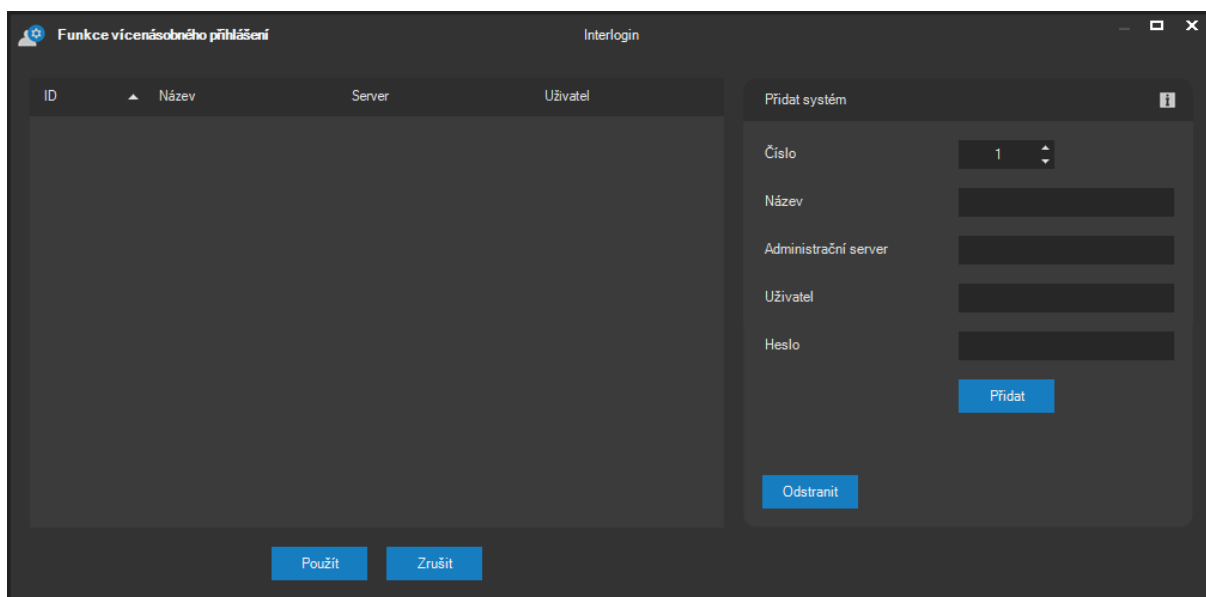 Funkce vícenásobného přihlášení
Interlogin
ID Název Server Uživatel
Přidat systém
Číslo 1
Název
Administrační server
Uživatel
Heslo
Přidat
Odstranit
Použít Zrušit